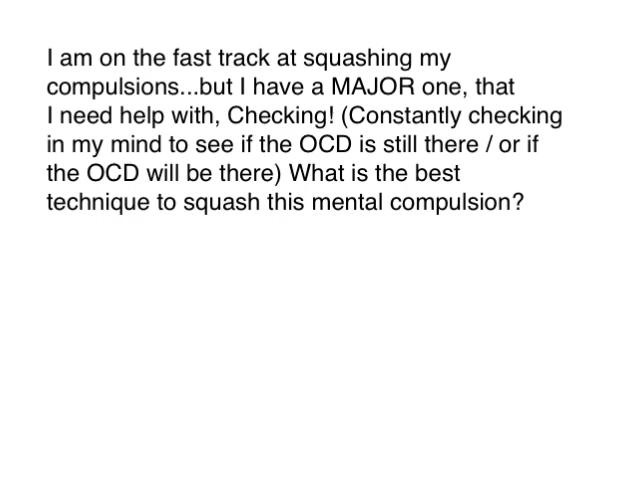 I am on the fast track at squashing my
compulsions...but I have a MAJOR one, that
I need help with, Checking! (Constantly checking
in my mind to see if the OCD is still there / or if
the OCD will be there) What is the best
technique to squash this mental compulsion?